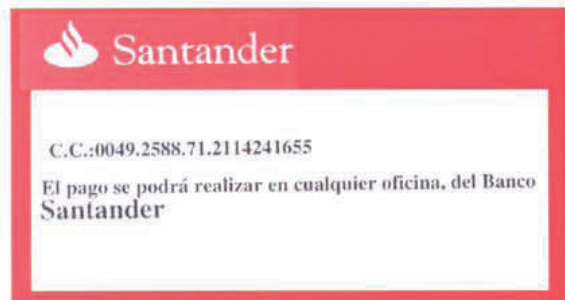 Santander
C.C.:0049.2588.71.2114241655
El pago se podrá realizar en cualquier oficina, del Banco
Santander